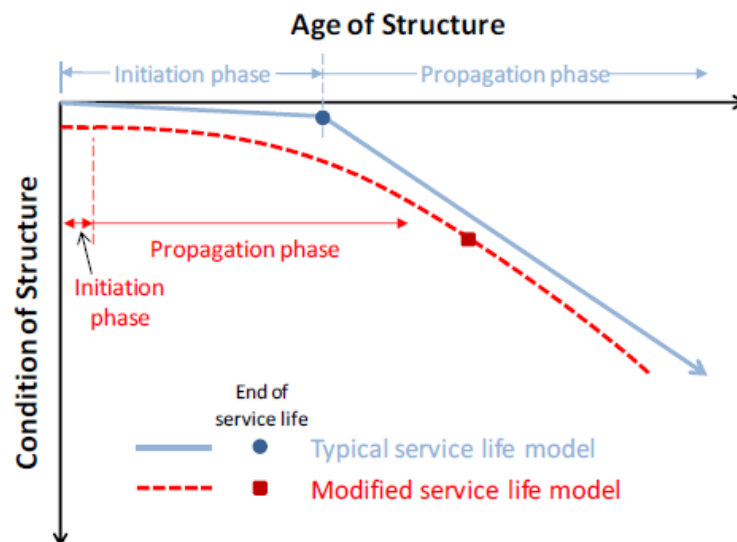 Age of Structure
Initiation phase
Propagation phase
Condition of Structure
Propagation phase
Initiation
phase
End of
service life
Typical service life model
Modified service life model